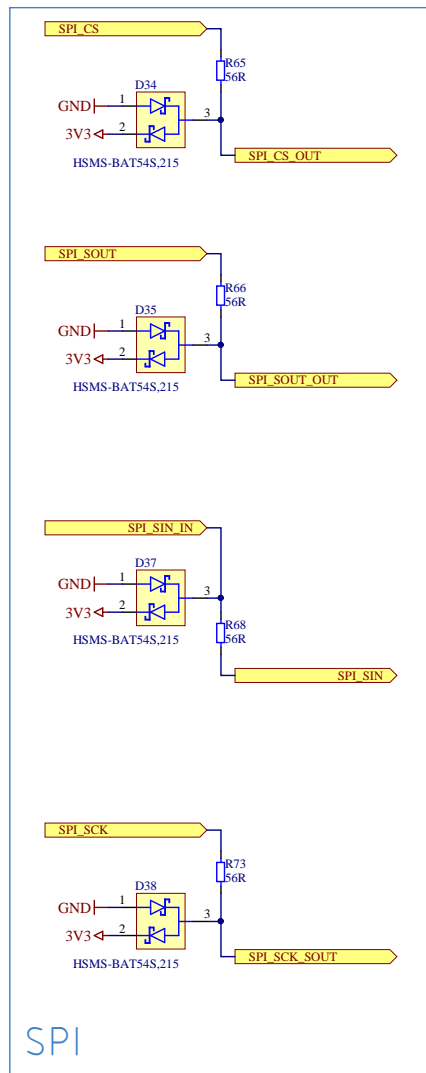 SPI_CS
R65
56R
D34
GND 1
3
3V3 2
SPI_CS_OUT
HSMS-BAT54S,215
SPI_SOUT
R66
56R
D35
GND 1
3
3V3 2
SPI_SOUT_OUT
HSMS-BAT54S,215
SPI_SIN_IN
D37
GND 1
3
3V3 2
R68
56R
HSMS-BAT54S,215
SPI_SIN
SPI_SCK
R73
56R
D38
GND 1
3
3V3 2
SPI_SCK_SOUT
HSMS-BAT54S,215
SPI